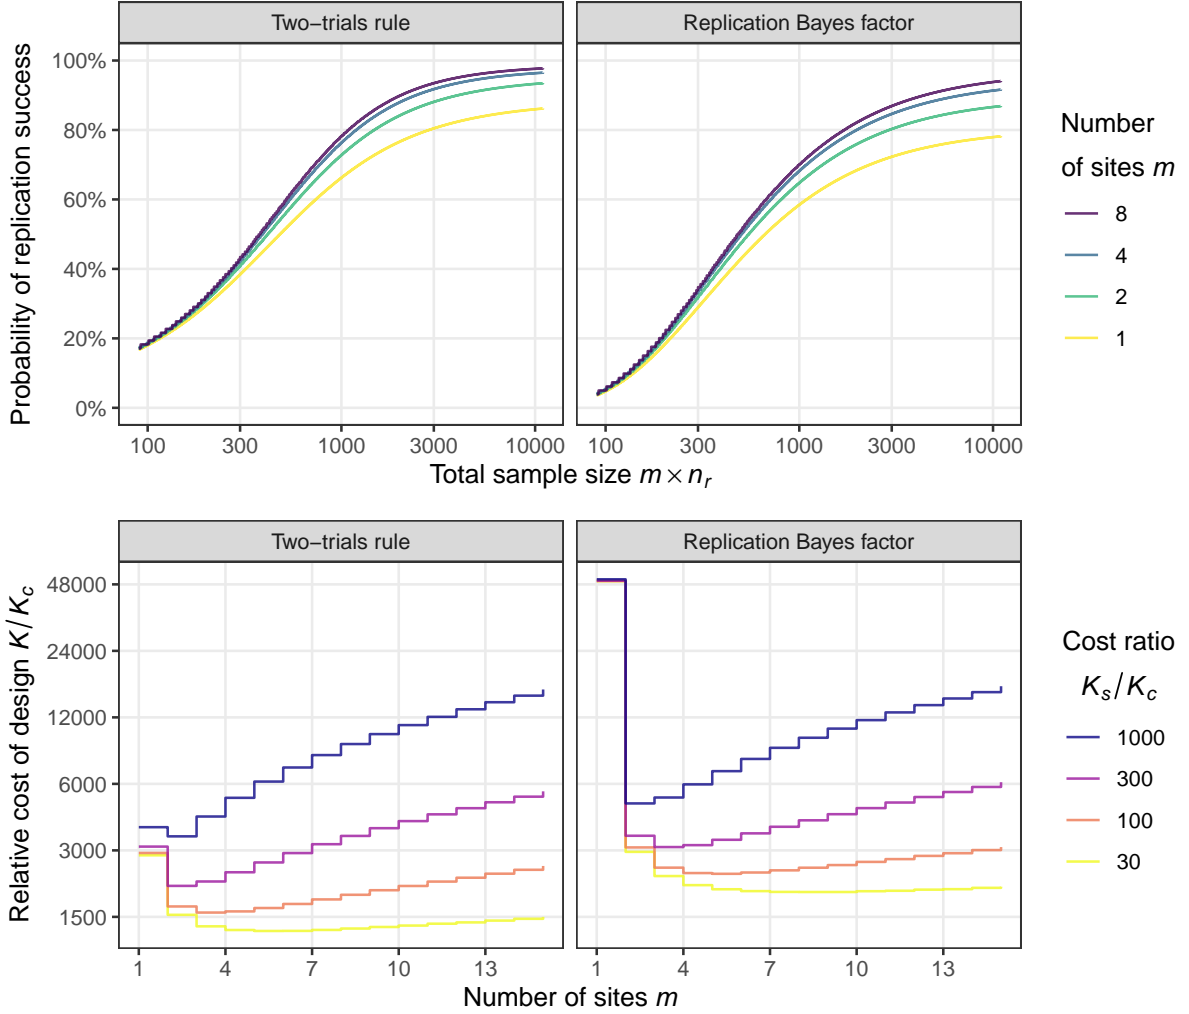 Two−trials rule
Replication Bayes factor
Probability of replication success
100%
80%
60%
40%
20%
0%
100 300 1000 3000 10000
100 300 1000 3000 10000
Total sample size m × n_r
Number
of sites m
8
4
2
1
Two−trials rule
Replication Bayes factor
Relative cost of design K/K_c
48000
24000
12000
6000
3000
1500
1 4 7 10 13
1 4 7 10 13
Number of sites m
Cost ratio
K_s/K_c
1000
300
100
30